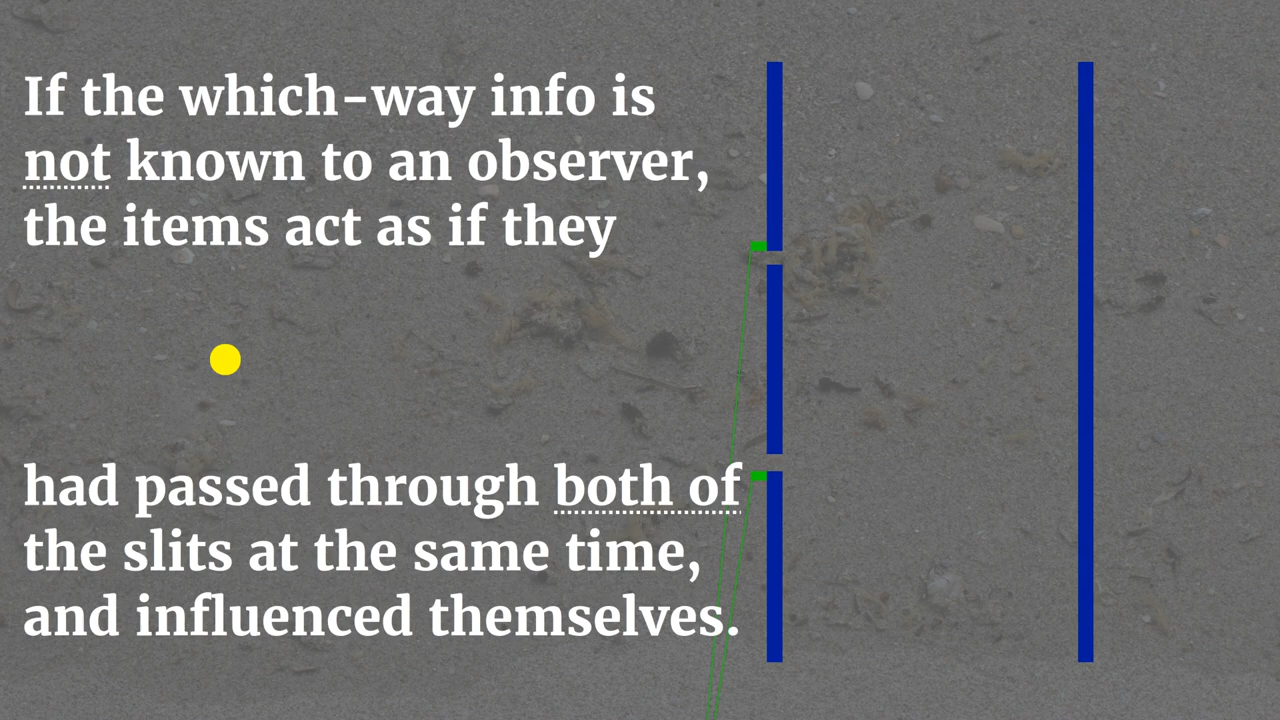 If the which-way info is
not known to an observer,
the items act as if they
had passed through both of
the slits at the same time,
and influenced themselves.